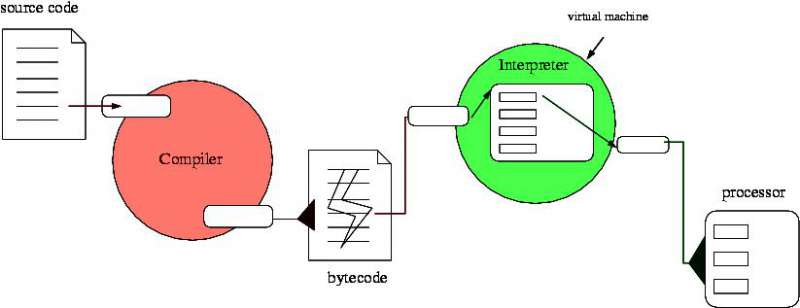 source code
virtual machine
Interpreter
Compiler
processor
bytecode